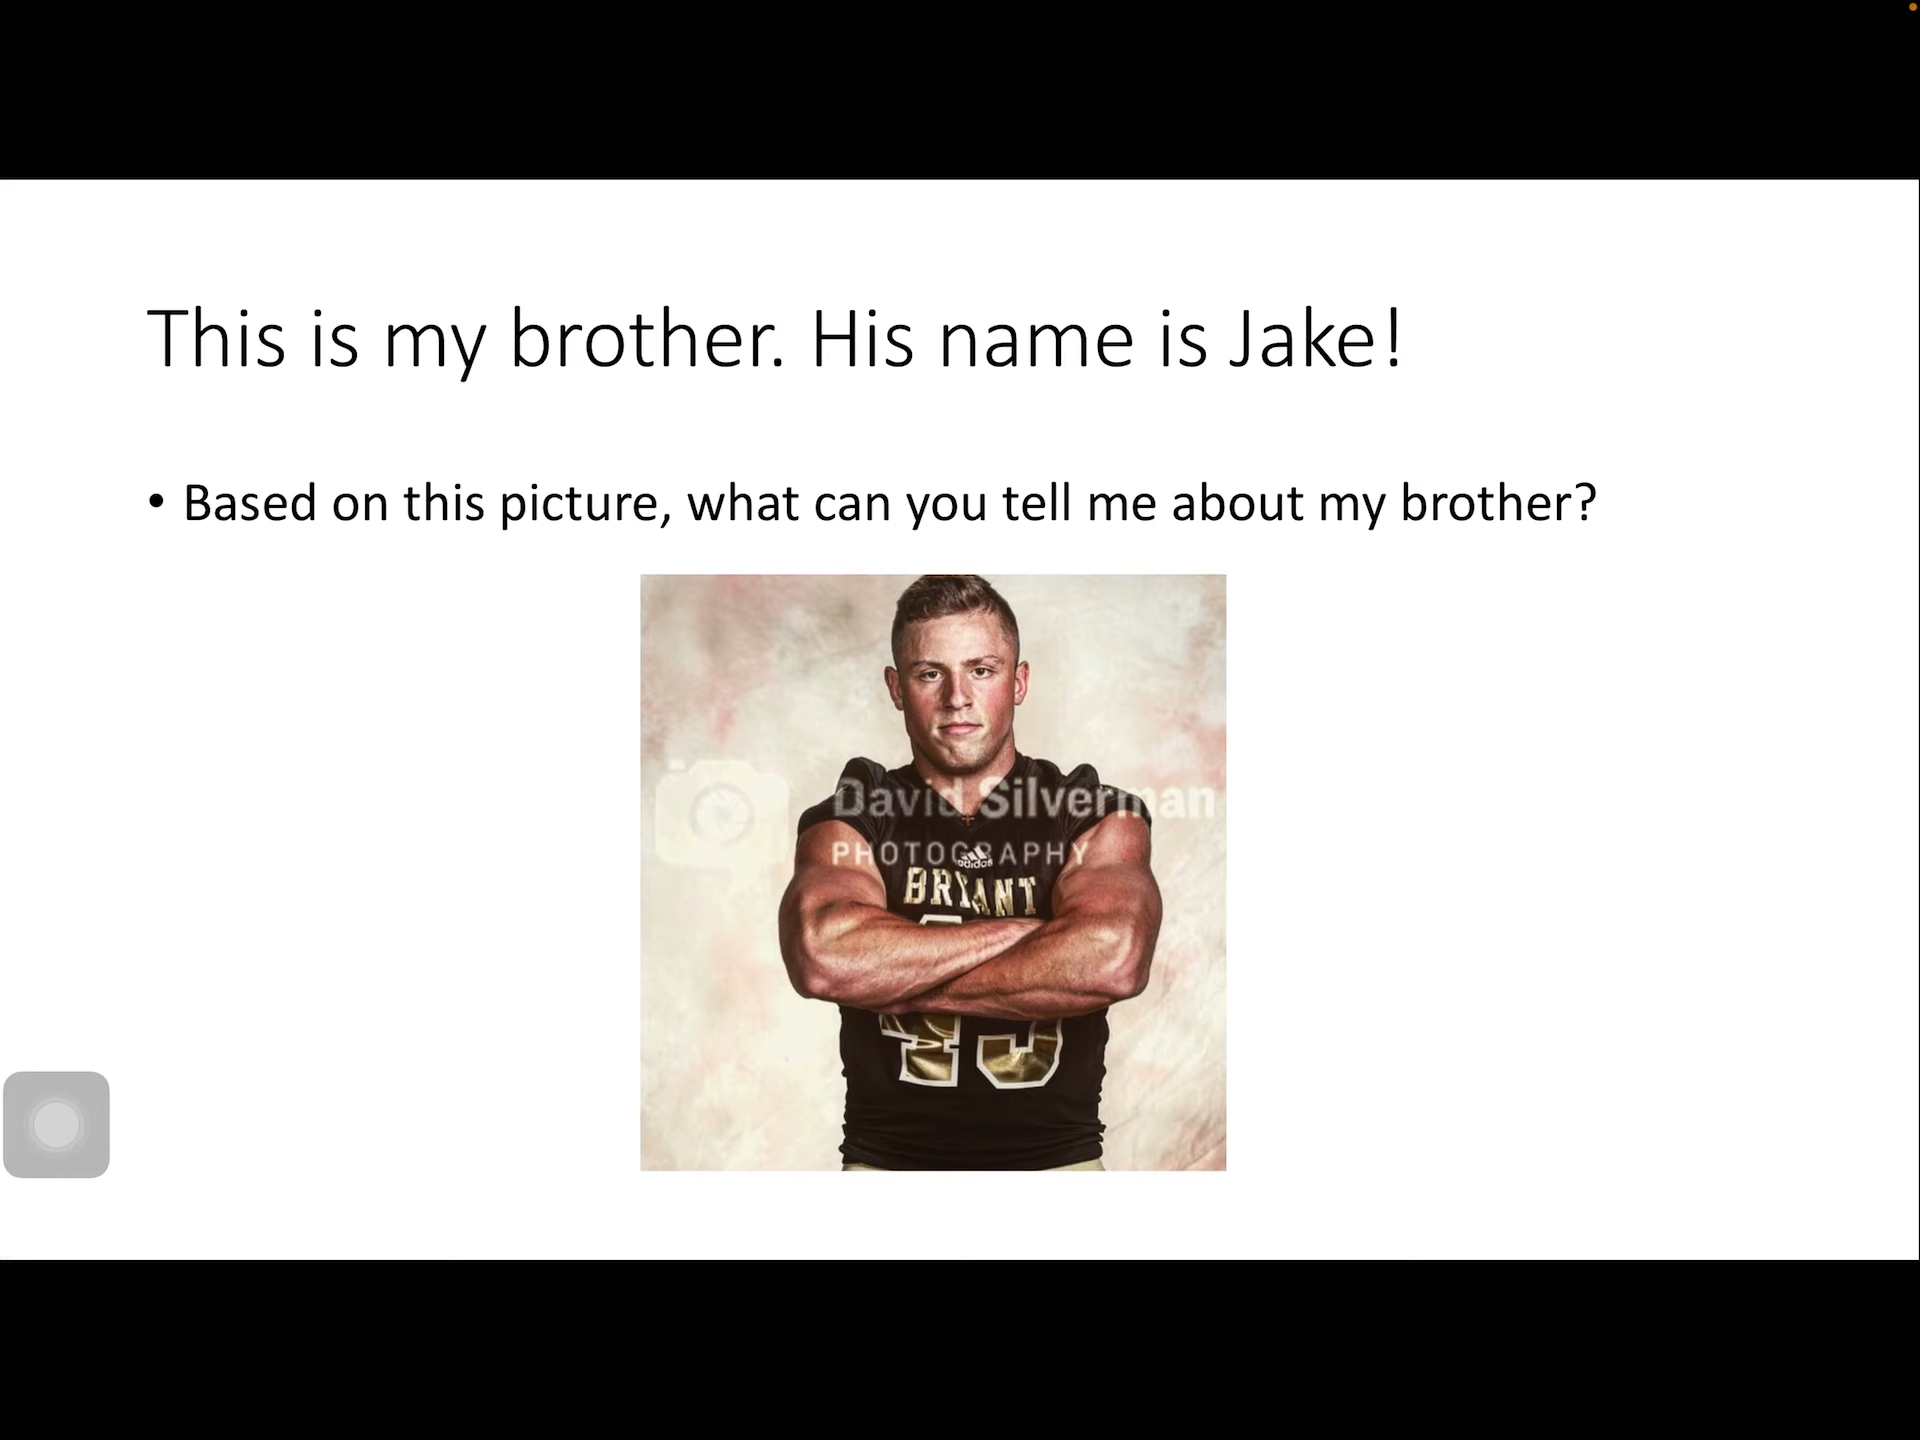 This is my brother. His name is Jake!
• Based on this picture, what can you tell me about my brother?
David Silverman
PHOTOGRAPHY
adidas
BRYANT